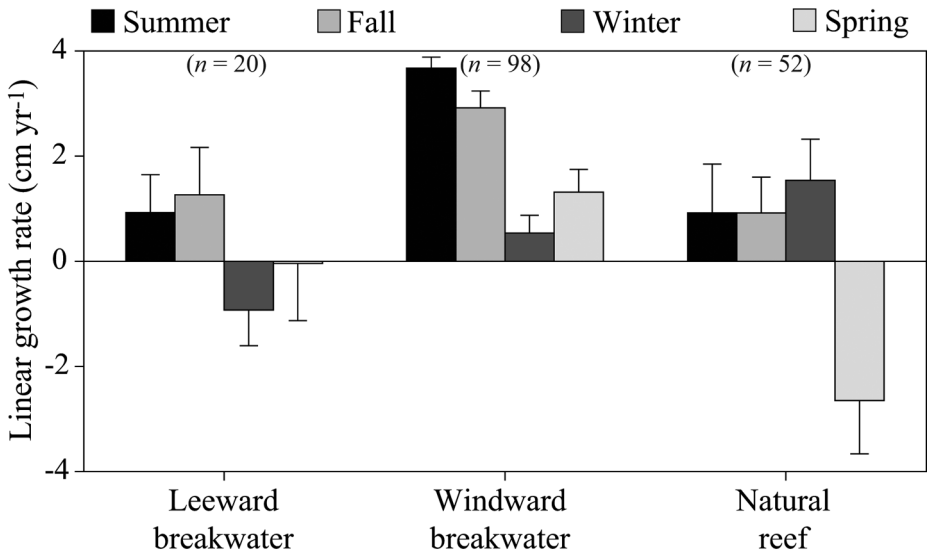 Summer Fall Winter Spring
Linear growth rate (cm yr-1)
4
2
0
-2
-4
(n = 20) (n = 98) (n = 52)
Leeward
breakwater
Windward
breakwater
Natural
reef